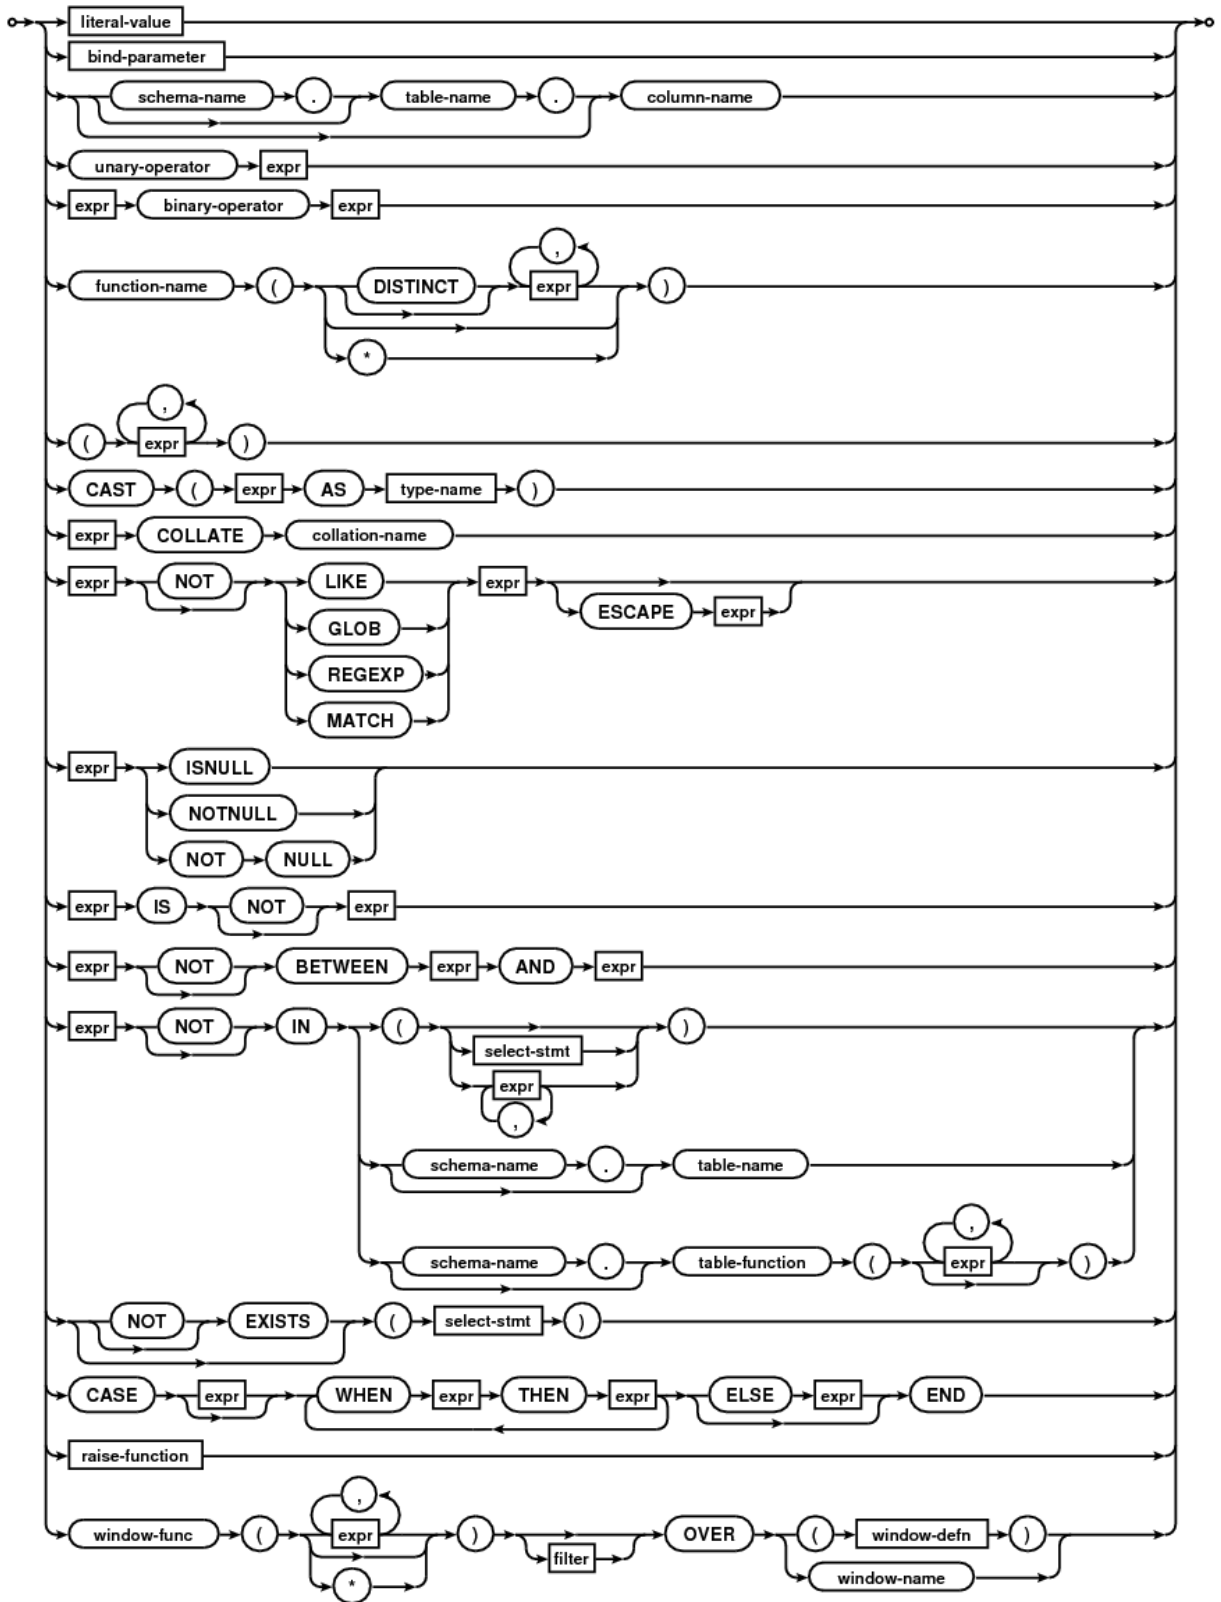 literal-value
bind-parameter
schema-name . table-name . column-name
unary-operator expr
expr binary-operator expr
,
function-name ( DISTINCT expr )
*
,
( expr )
CAST ( expr AS type-name )
expr COLLATE collation-name
expr NOT LIKE expr
ESCAPE expr
GLOB
REGEXP
MATCH
expr ISNULL
NOTNULL
NOT NULL
expr IS NOT expr
expr NOT BETWEEN expr AND expr
expr NOT IN ( )
select-stmt
expr
,
schema-name . table-name
,
schema-name . table-function ( expr )
NOT EXISTS ( select-stmt )
CASE expr WHEN expr THEN expr ELSE expr END
raise-function
,
window-func ( expr ) OVER ( window-defn )
filter
* window-name